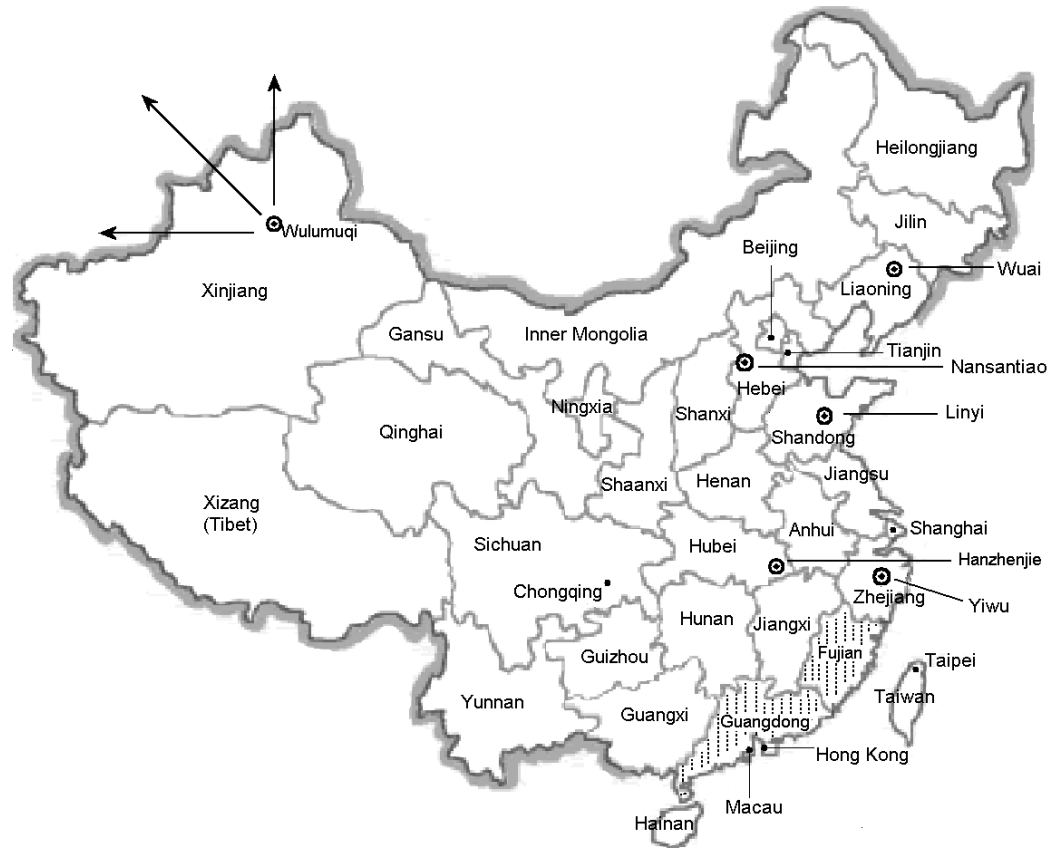 Heilongjiang
Jilin
Wulumuqi
Beijing
Wuai
Liaoning
Xinjiang
Gansu
Inner Mongolia
Tianjin
Nansantiao
Hebei
Ningxia
Shanxi
Linyi
Qinghai
Shandong
Jiangsu
Shaanxi
Henan
Xizang
(Tibet)
Anhui
Shanghai
Sichuan
Hubei
Hanzhenjie
Chongqing
Zhejiang
Yiwu
Hunan
Jiangxi
Guizhou
Fujian
Taipei
Yunnan
Taiwan
Guangxi
Guangdong
Hong Kong
Macau
Hainan